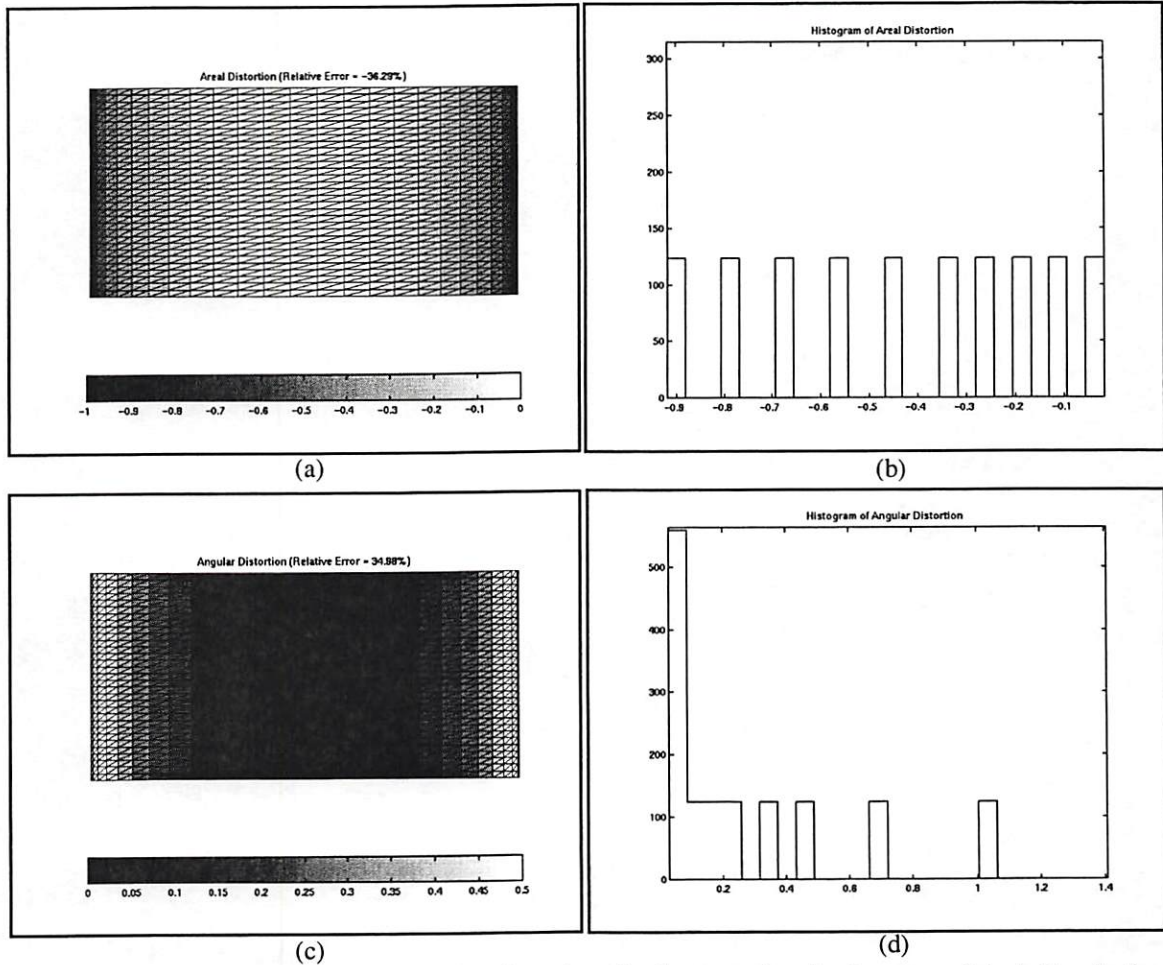 Areal Distortion (Relative Error = -36.29%)
-1 -0.9 -0.8 -0.7 -0.6 -0.5 -0.4 -0.3 -0.2 -0.1 0
(a)
Histogram of Areal Distortion
300
250
200
150
100
50
0
-0.9 -0.8 -0.7 -0.6 -0.5 -0.4 -0.3 -0.2 -0.1
(b)
Angular Distortion (Relative Error = 34.98%)
0 0.05 0.1 0.15 0.2 0.25 0.3 0.35 0.4 0.45 0.5
(c)
Histogram of Angular Distortion
500
400
300
200
100
0
0.2 0.4 0.6 0.8 1 1.2 1.4
(d)